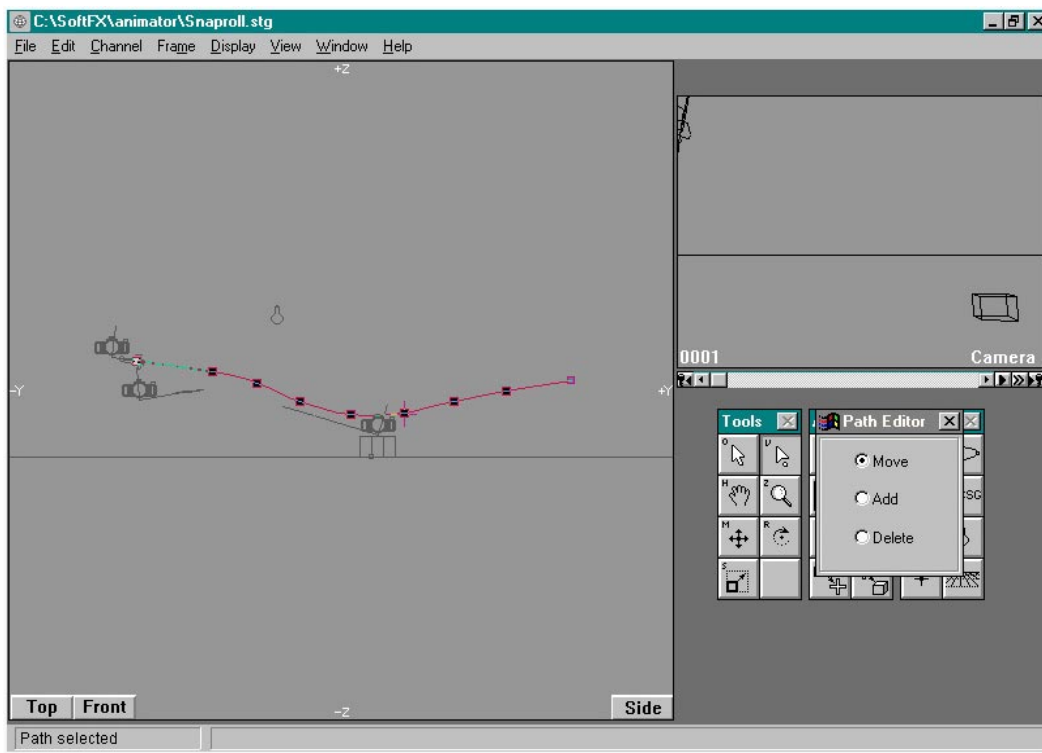 C:\SoftFX\animator\Snaproll.stg
File Edit Channel Frame Display View Window Help
+Z
-Y
+Y
0001 Camera
Tools
Path Editor
O V
Move
H Z
Add
SG
M R
Delete
S
Top Front
-Z
Side
Path selected